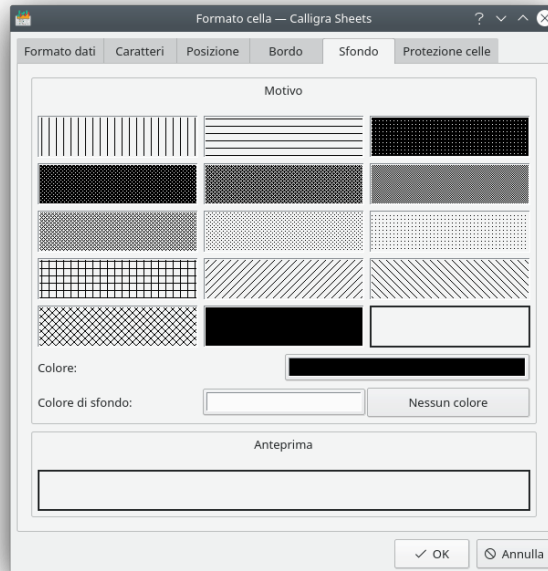 Formato cella — Calligra Sheets
Formato dati Caratteri Posizione Bordo Sfondo Protezione celle
Motivo
Colore:
Colore di sfondo: Nessun colore
Anteprima
OK Annulla